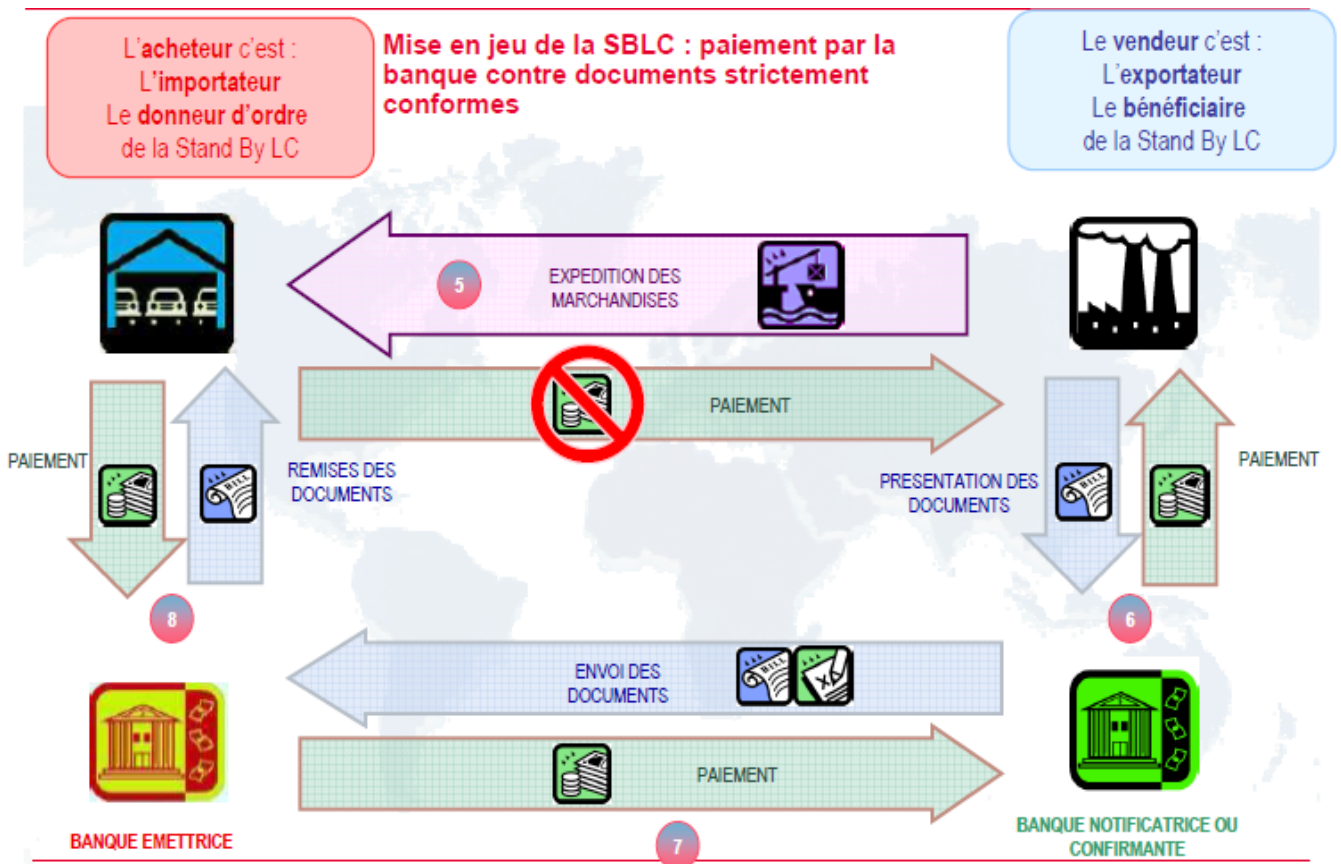 L'acheteur c'est :
L'importateur
Le donneur d'ordre
de la Stand By LC
Mise en jeu de la SBLC : paiement par la
banque contre documents strictement
conformes
Le vendeur c'est :
L'exportateur
Le bénéficiaire
de la Stand By LC
5
EXPEDITION DES
MARCHANDISES
PAIEMENT
PAIEMENT
REMISES DES
DOCUMENTS
PRESENTATION DES
DOCUMENTS
PAIEMENT
BILL
BILL
8
6
ENVOI DES
DOCUMENTS
BILL
X
PAIEMENT
BANQUE EMETTRICE
7
BANQUE NOTIFICATRICE OU
CONFIRMANTE